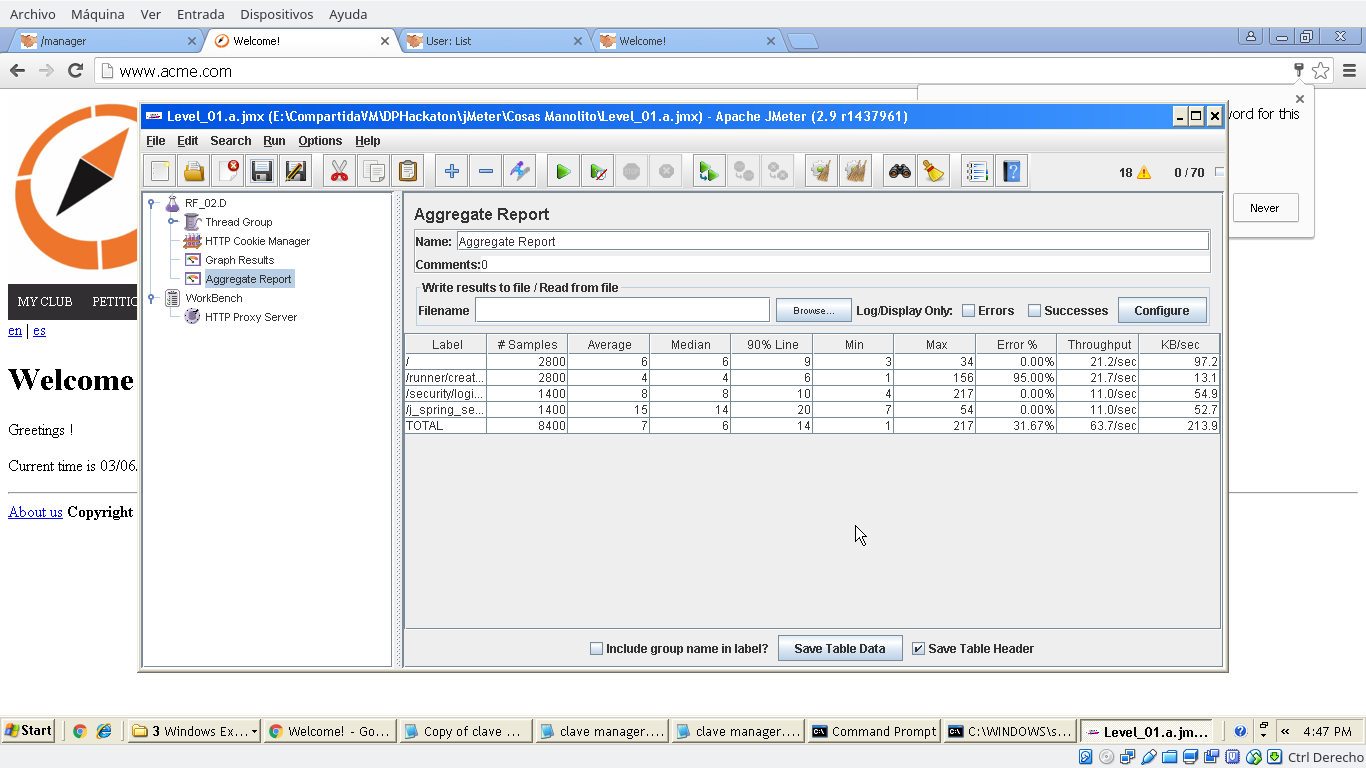 Archivo Máquina Ver Entrada Dispositivos Ayuda
/manager Welcome! User: List Welcome!
www.acme.com
Level_01.a.jmx (E:\CompartidaVM\DPHackaton\jMeter\Cosas Manolito\Level_01.a.jmx) - Apache JMeter (2.9 r1437961)
word for this
File Edit Search Run Options Help
18 0 / 70
Never
RF_02.D
Thread Group
HTTP Cookie Manager
Graph Results
Aggregate Report
WorkBench
HTTP Proxy Server
Aggregate Report
Name: Aggregate Report
Comments: 0
Write results to file / Read from file
Filename Browse... Log/Display Only: Errors Successes Configure
Label # Samples Average Median 90% Line Min Max Error % Throughput KB/sec
/ 2800 6 6 9 3 34 0.00% 21.2/sec 97.2
/runner/creat... 2800 4 4 6 1 156 95.00% 21.7/sec 13.1
/security/logi... 1400 8 8 10 4 217 0.00% 11.0/sec 54.9
/j_spring_se... 1400 15 14 20 7 54 0.00% 11.0/sec 52.7
TOTAL 8400 7 6 14 1 217 31.67% 63.7/sec 213.9
Include group name in label? Save Table Data Save Table Header
MY CLUB PETITIO
en | es
Welcome
Greetings !
Current time is 03/06
About us Copyright
Start 3 Windows Ex... Welcome! - Go... Copy of clave ... clave manager.... clave manager.... Command Prompt C:\WINDOWS\s... Level_01.a.jm... 4:47 PM
Ctrl Derecho